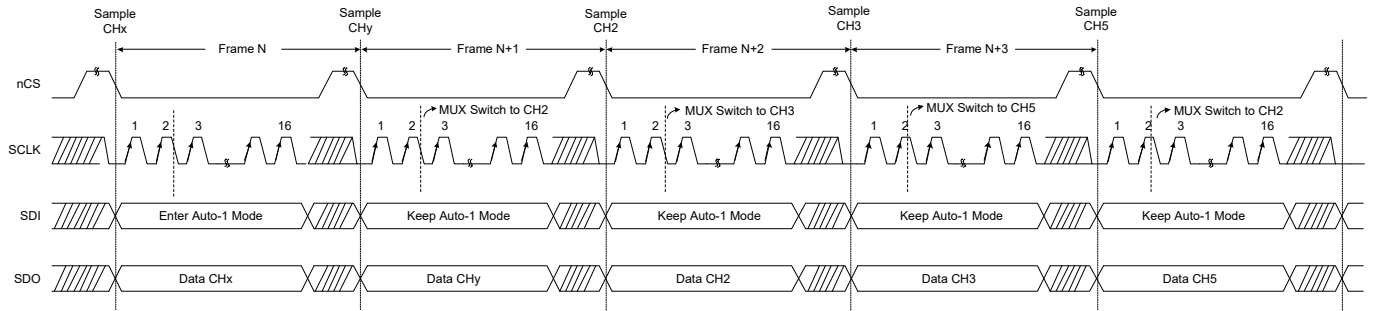 Sample CHx
Sample CHy
Sample CH2
Sample CH3
Sample CH5
Frame N
Frame N+1
Frame N+2
Frame N+3
nCS
MUX Switch to CH2
MUX Switch to CH3
MUX Switch to CH5
MUX Switch to CH2
SCLK
1 2 3 16
1 2 3 16
1 2 3 16
1 2 3 16
1 2 3 16
SDI
Enter Auto-1 Mode
Keep Auto-1 Mode
Keep Auto-1 Mode
Keep Auto-1 Mode
Keep Auto-1 Mode
SDO
Data CHx
Data CHy
Data CH2
Data CH3
Data CH5